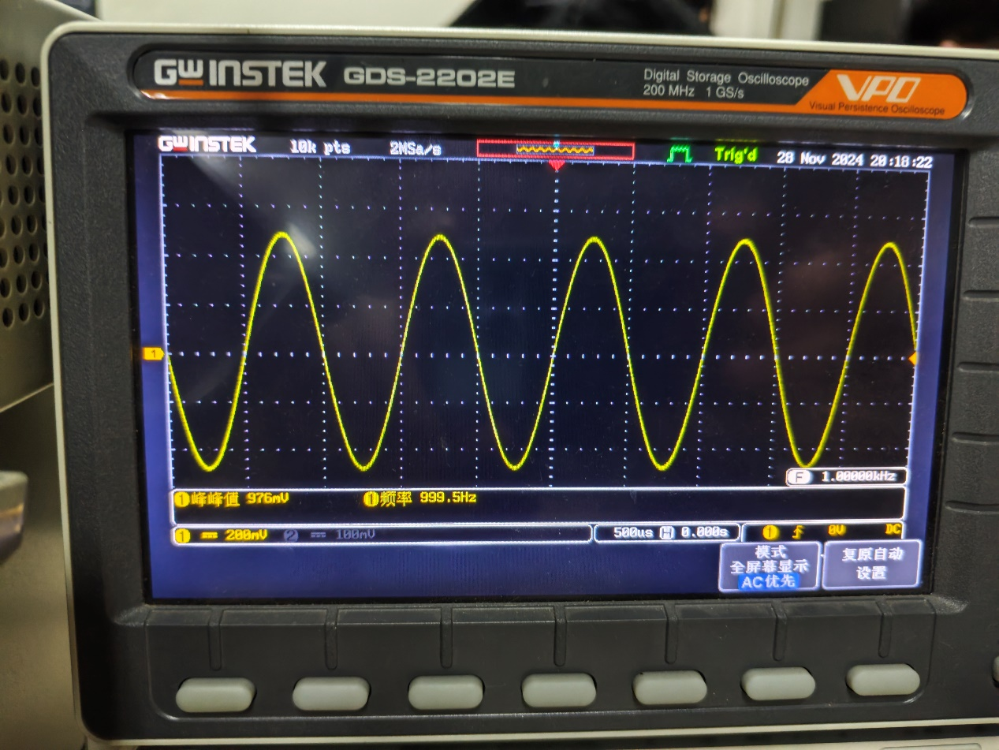 GW INSTEK GDS-2202E
Digital Storage Oscilloscope
200 MHz 1 GS/s
VPO
Visual Persistence Oscilloscope
GW INSTEK 10k pts 2MSa/s Trig'd 28 Nov 2024 20:18:22
1
F 1.00000kHz
1 峰峰值 976mV 1 频率 999.5Hz
1 200mV 2 100mV 500us H 0.000s 1 0V DC
模式
全屏幕显示
AC优先
复原自动
设置